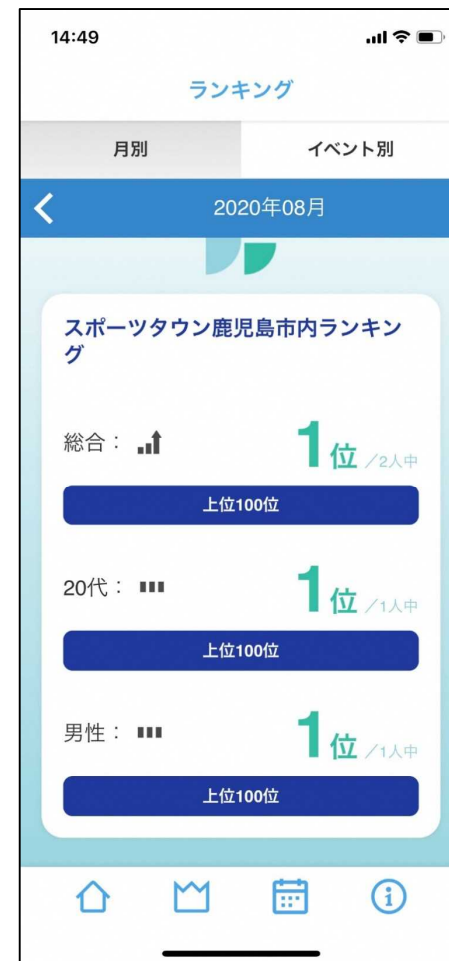 14:49
ランキング
月別
イベント別
2020年08月
スポーツタウン鹿児島市内ランキン
グ
総合： 1位 /2人中
上位100位
20代： 1位 /1人中
上位100位
男性： 1位 /1人中
上位100位